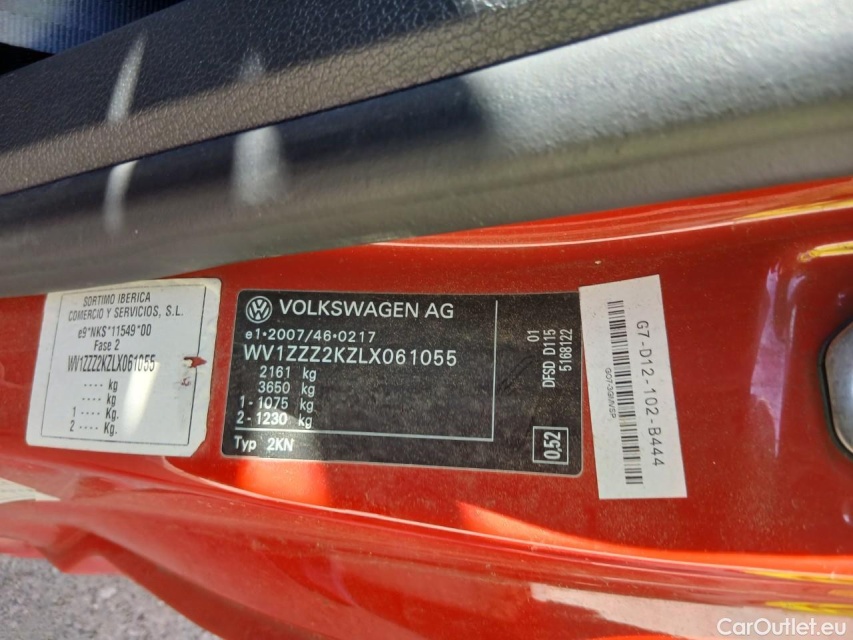 SORTIMO IBERICA
COMERCIO Y SERVICIOS, S.L.
e9*NKS*11549*00
Fase 2
WV1ZZZ2KZLX061055
---- kg
---- kg
1 - ---- Kg.
2 - ---- Kg.
VOLKSWAGEN AG
e1*2007/46*0217
WV1ZZZ2KZLX061055
2161 kg
3650 kg
1 - 1075 kg
2 - 1230 kg
Typ 2KN
01
DFSD D115
5168122
0,52
G7-D12-102-B444
CarOutlet.eu